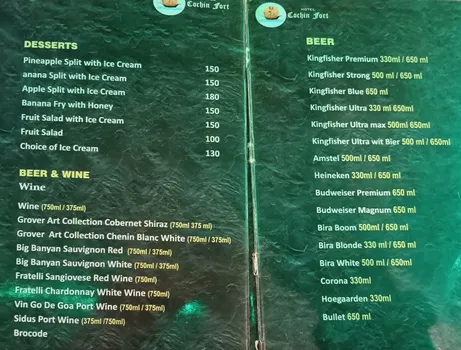 Cochin Fort
DESSERTS
Pineapple Split with Ice Cream 150
anana Split with Ice Cream 150
Apple Split with Ice Cream 180
Banana Fry with Honey 150
Fruit Salad with Ice Cream 150
Fruit Salad 100
Choice of Ice Cream 130
BEER & WINE
Wine
Wine (750ml / 375ml)
Grover Art Collection Cobernet Shiraz (750ml 375 ml)
Grover Art Collection Chenin Blanc White (750ml / 375ml)
Big Banyan Sauvignon Red (750ml / 375ml)
Big Banyan Sauvignon White (750ml / 375ml)
Fratelli Sangiovese Red Wine (750ml)
Fratelli Chardonnay White Wine (750ml)
Vin Go De Goa Port Wine (750ml / 375ml)
Sidus Port Wine (375ml /750ml)
Brocode
HOTEL
Cochin Fort
BEER
Kingfisher Premium 330ml / 650 ml
Kingfisher Strong 500 ml / 650 ml
Kingfisher Blue 650 ml
Kingfisher Ultra 330 ml 650ml
Kingfisher Ultra max 500ml 650ml
Kingfisher Ultra wit Bier 500 ml / 650ml
Amstel 500ml / 650 ml
Heineken 330ml / 650 ml
Budweiser Premium 650 ml
Budweiser Magnum 650 ml
Bira Boom 500ml / 650 ml
Bira Blonde 330 ml / 650 ml
Bira White 500 ml / 650ml
Corona 330ml
Hoegaarden 330ml
Bullet 650 ml